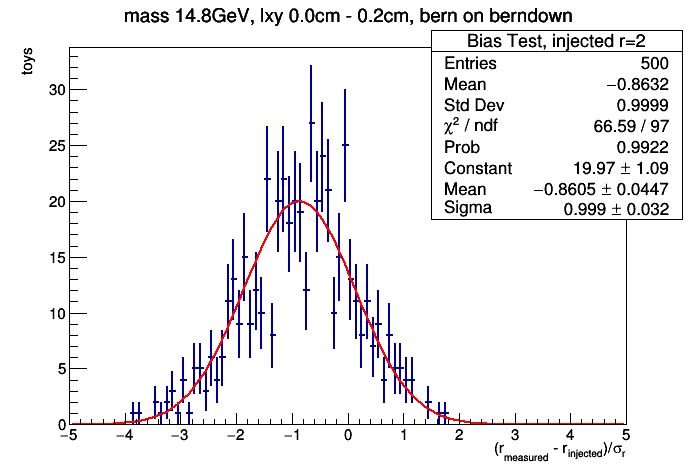 mass 14.8GeV, lxy 0.0cm - 0.2cm, bern on berndown
toys
Bias Test, injected r=2
Entries 500
Mean −0.8632
Std Dev 0.9999
χ² / ndf 66.59 / 97
Prob 0.9922
Constant 19.97 ± 1.09
Mean −0.8605 ± 0.0447
Sigma 0.999 ± 0.032
30
25
20
15
10
5
0
−5 −4 −3 −2 −1 0 1 2 3 4 5
(r_measured - r_injected)/σ_r